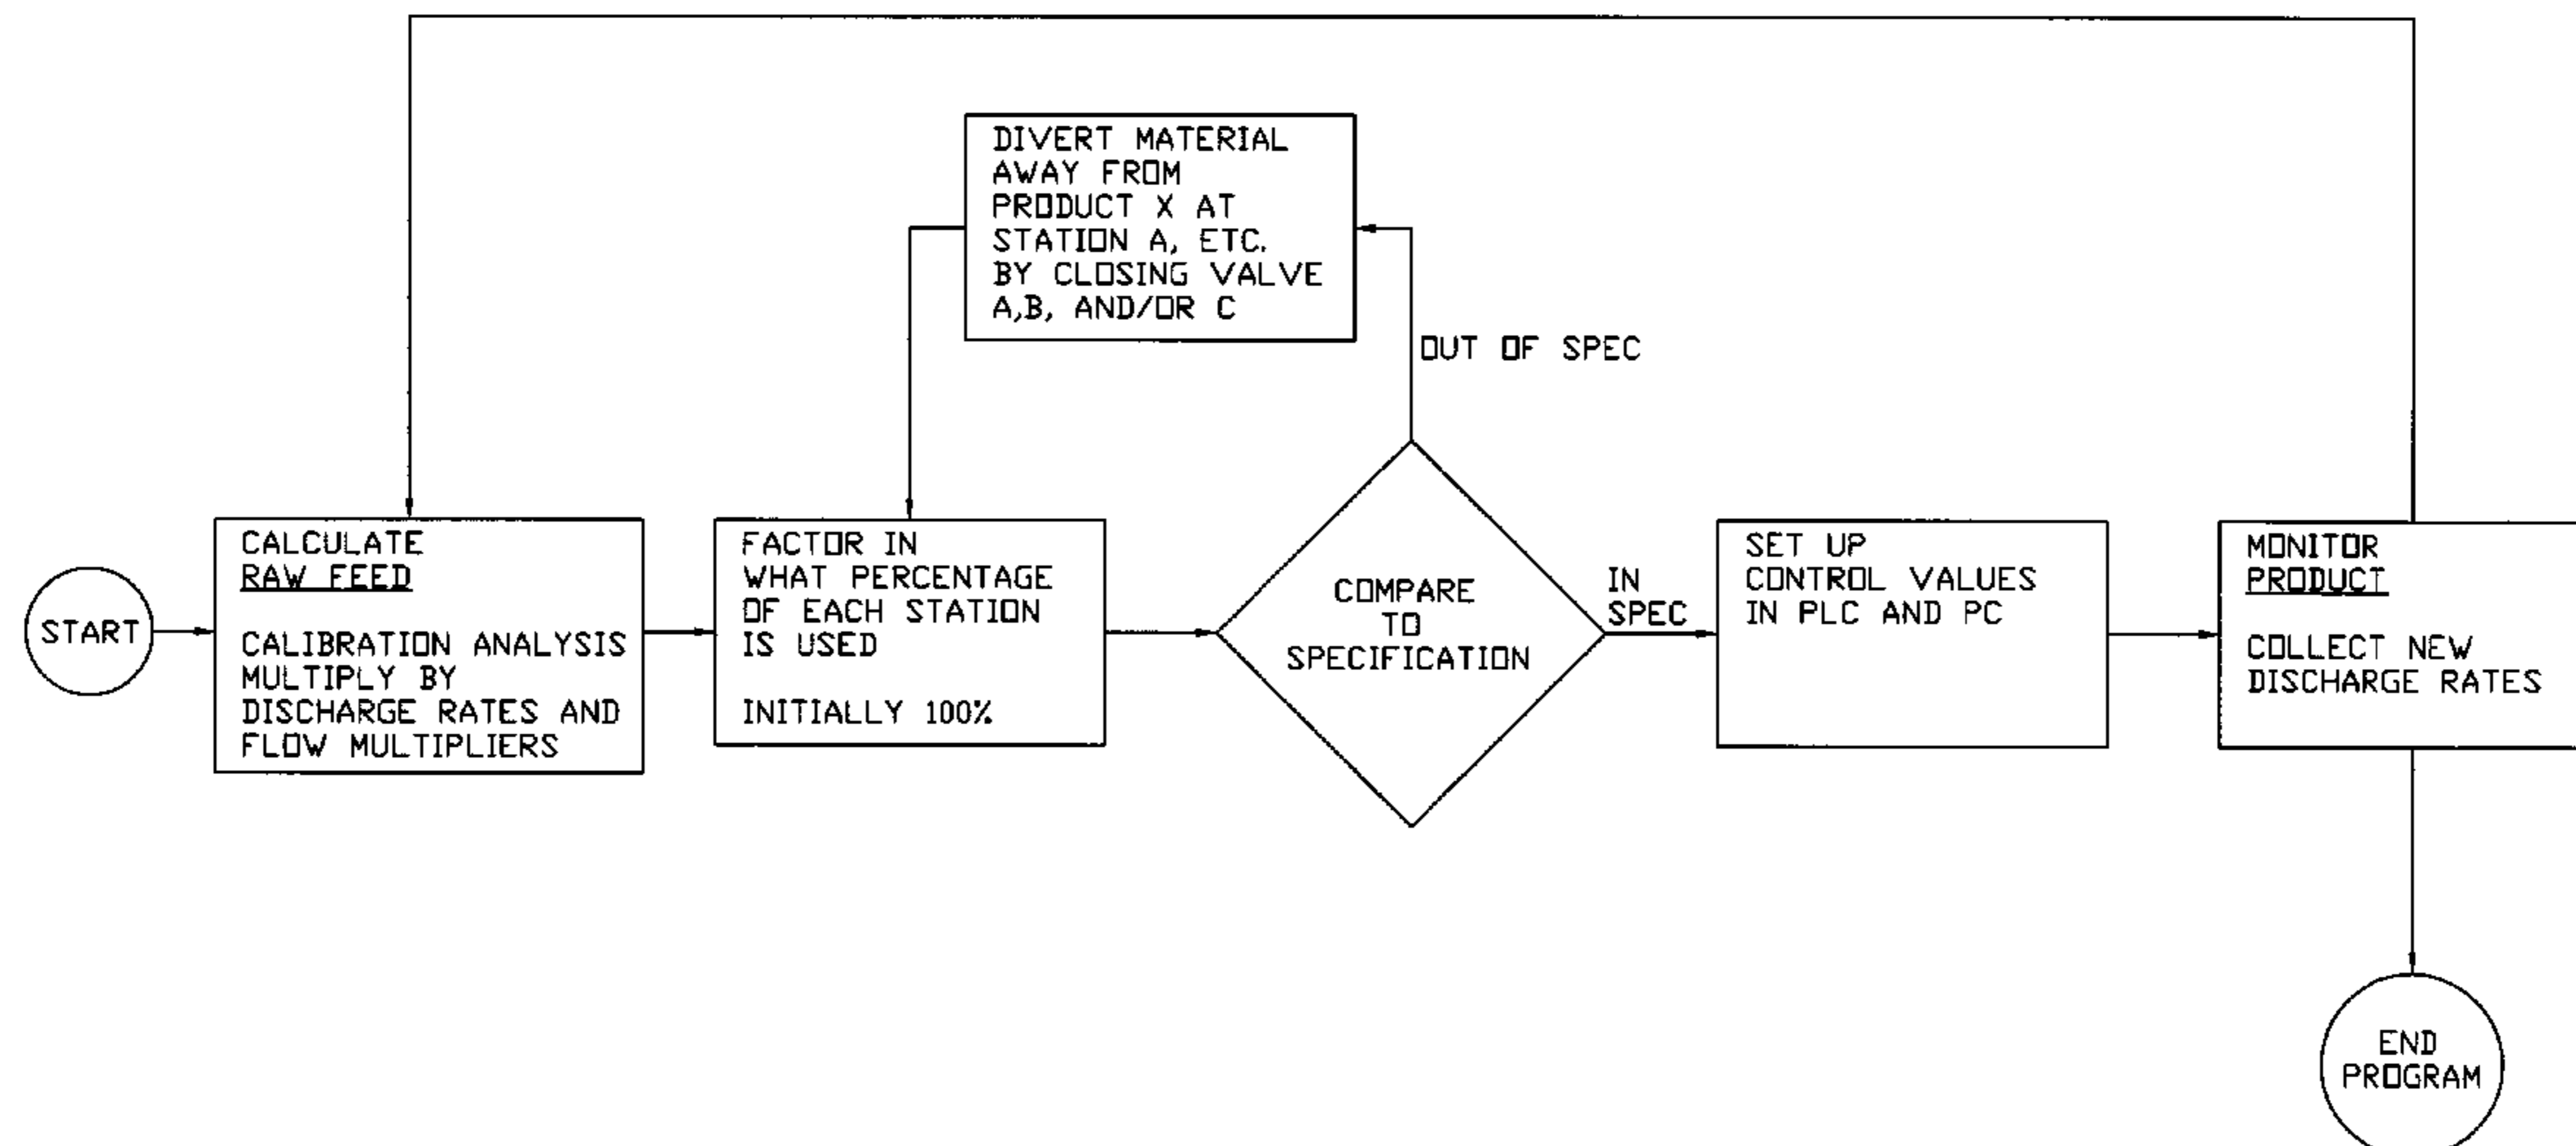 START
CALCULATE
RAW FEED
CALIBRATION ANALYSIS
MULTIPLY BY
DISCHARGE RATES AND
FLOW MULTIPLIERS
FACTOR IN
WHAT PERCENTAGE
OF EACH STATION
IS USED
INITIALLY 100%
DIVERT MATERIAL
AWAY FROM
PRODUCT X AT
STATION A, ETC.
BY CLOSING VALVE
A,B, AND/OR C
OUT OF SPEC
COMPARE
TO
SPECIFICATION
IN
SPEC
SET UP
CONTROL VALUES
IN PLC AND PC
MONITOR
PRODUCT
COLLECT NEW
DISCHARGE RATES
END
PROGRAM